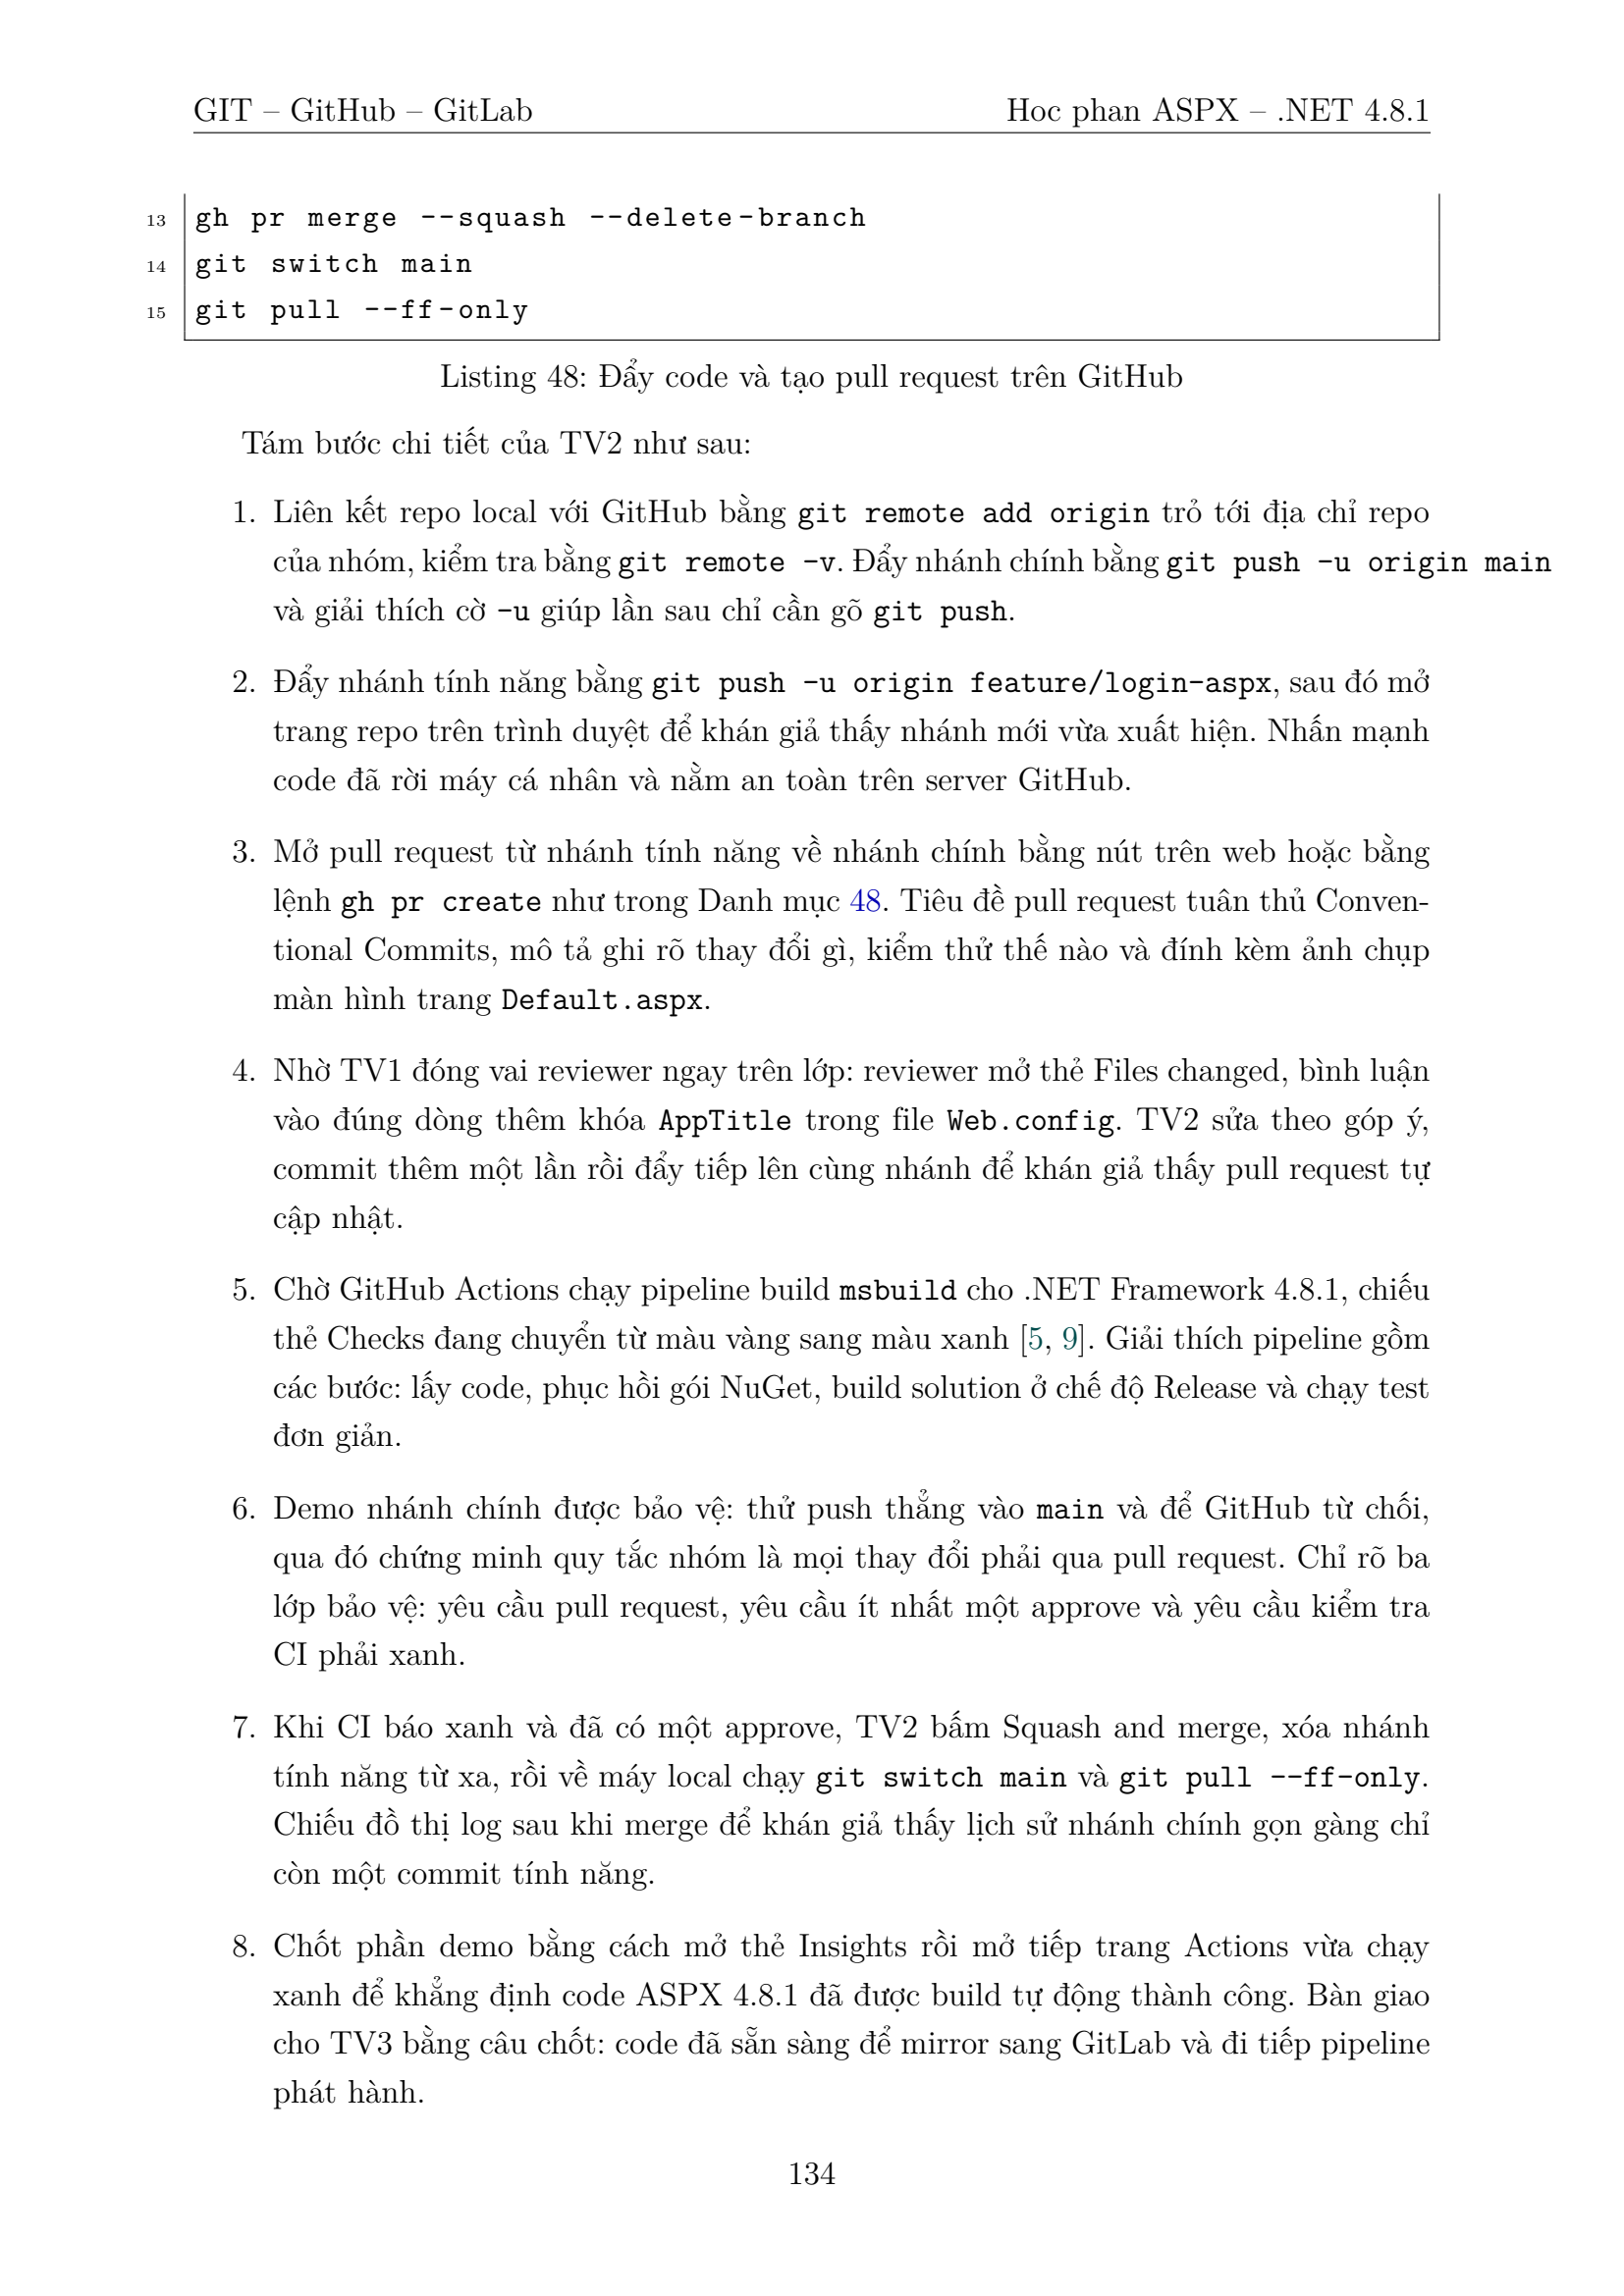 GIT – GitHub – GitLab Hoc phan ASPX – .NET 4.8.1
13 gh pr merge --squash --delete-branch
14 git switch main
15 git pull --ff-only
Listing 48: Đẩy code và tạo pull request trên GitHub
Tám bước chi tiết của TV2 như sau:
1. Liên kết repo local với GitHub bằng git remote add origin trỏ tới địa chỉ repo
của nhóm, kiểm tra bằng git remote -v. Đẩy nhánh chính bằng git push -u origin main
và giải thích cờ -u giúp lần sau chỉ cần gõ git push.
2. Đẩy nhánh tính năng bằng git push -u origin feature/login-aspx, sau đó mở
trang repo trên trình duyệt để khán giả thấy nhánh mới vừa xuất hiện. Nhấn mạnh
code đã rời máy cá nhân và nằm an toàn trên server GitHub.
3. Mở pull request từ nhánh tính năng về nhánh chính bằng nút trên web hoặc bằng
lệnh gh pr create như trong Danh mục 48. Tiêu đề pull request tuân thủ Conven-
tional Commits, mô tả ghi rõ thay đổi gì, kiểm thử thế nào và đính kèm ảnh chụp
màn hình trang Default.aspx.
4. Nhờ TV1 đóng vai reviewer ngay trên lớp: reviewer mở thẻ Files changed, bình luận
vào đúng dòng thêm khóa AppTitle trong file Web.config. TV2 sửa theo góp ý,
commit thêm một lần rồi đẩy tiếp lên cùng nhánh để khán giả thấy pull request tự
cập nhật.
5. Chờ GitHub Actions chạy pipeline build msbuild cho .NET Framework 4.8.1, chiếu
thẻ Checks đang chuyển từ màu vàng sang màu xanh [5, 9]. Giải thích pipeline gồm
các bước: lấy code, phục hồi gói NuGet, build solution ở chế độ Release và chạy test
đơn giản.
6. Demo nhánh chính được bảo vệ: thử push thẳng vào main và để GitHub từ chối,
qua đó chứng minh quy tắc nhóm là mọi thay đổi phải qua pull request. Chỉ rõ ba
lớp bảo vệ: yêu cầu pull request, yêu cầu ít nhất một approve và yêu cầu kiểm tra
CI phải xanh.
7. Khi CI báo xanh và đã có một approve, TV2 bấm Squash and merge, xóa nhánh
tính năng từ xa, rồi về máy local chạy git switch main và git pull --ff-only.
Chiếu đồ thị log sau khi merge để khán giả thấy lịch sử nhánh chính gọn gàng chỉ
còn một commit tính năng.
8. Chốt phần demo bằng cách mở thẻ Insights rồi mở tiếp trang Actions vừa chạy
xanh để khẳng định code ASPX 4.8.1 đã được build tự động thành công. Bàn giao
cho TV3 bằng câu chốt: code đã sẵn sàng để mirror sang GitLab và đi tiếp pipeline
phát hành.
134